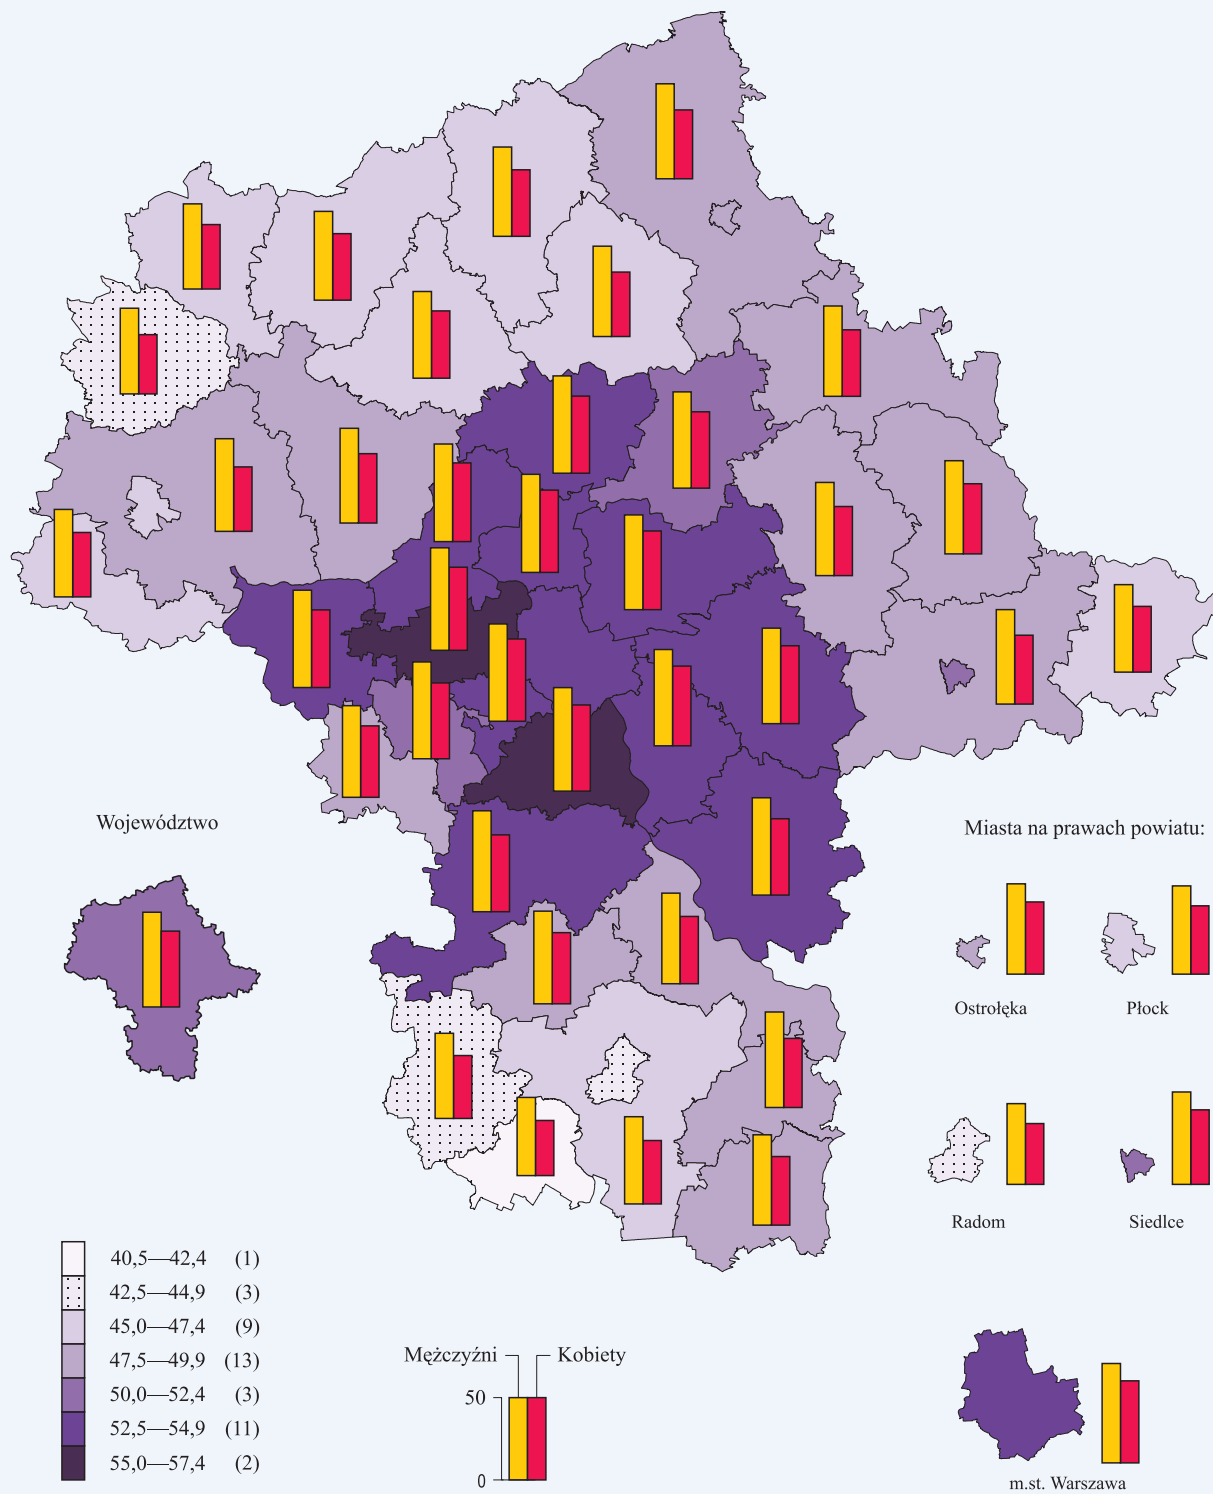 Województwo
Miasta na prawach powiatu:
Ostrołęka
Płock
Radom
Siedlce
40,5—42,4 (1)
42,5—44,9 (3)
45,0—47,4 (9)
47,5—49,9 (13)
50,0—52,4 (3)
52,5—54,9 (11)
55,0—57,4 (2)
Mężczyźni
Kobiety
50
0
m.st. Warszawa